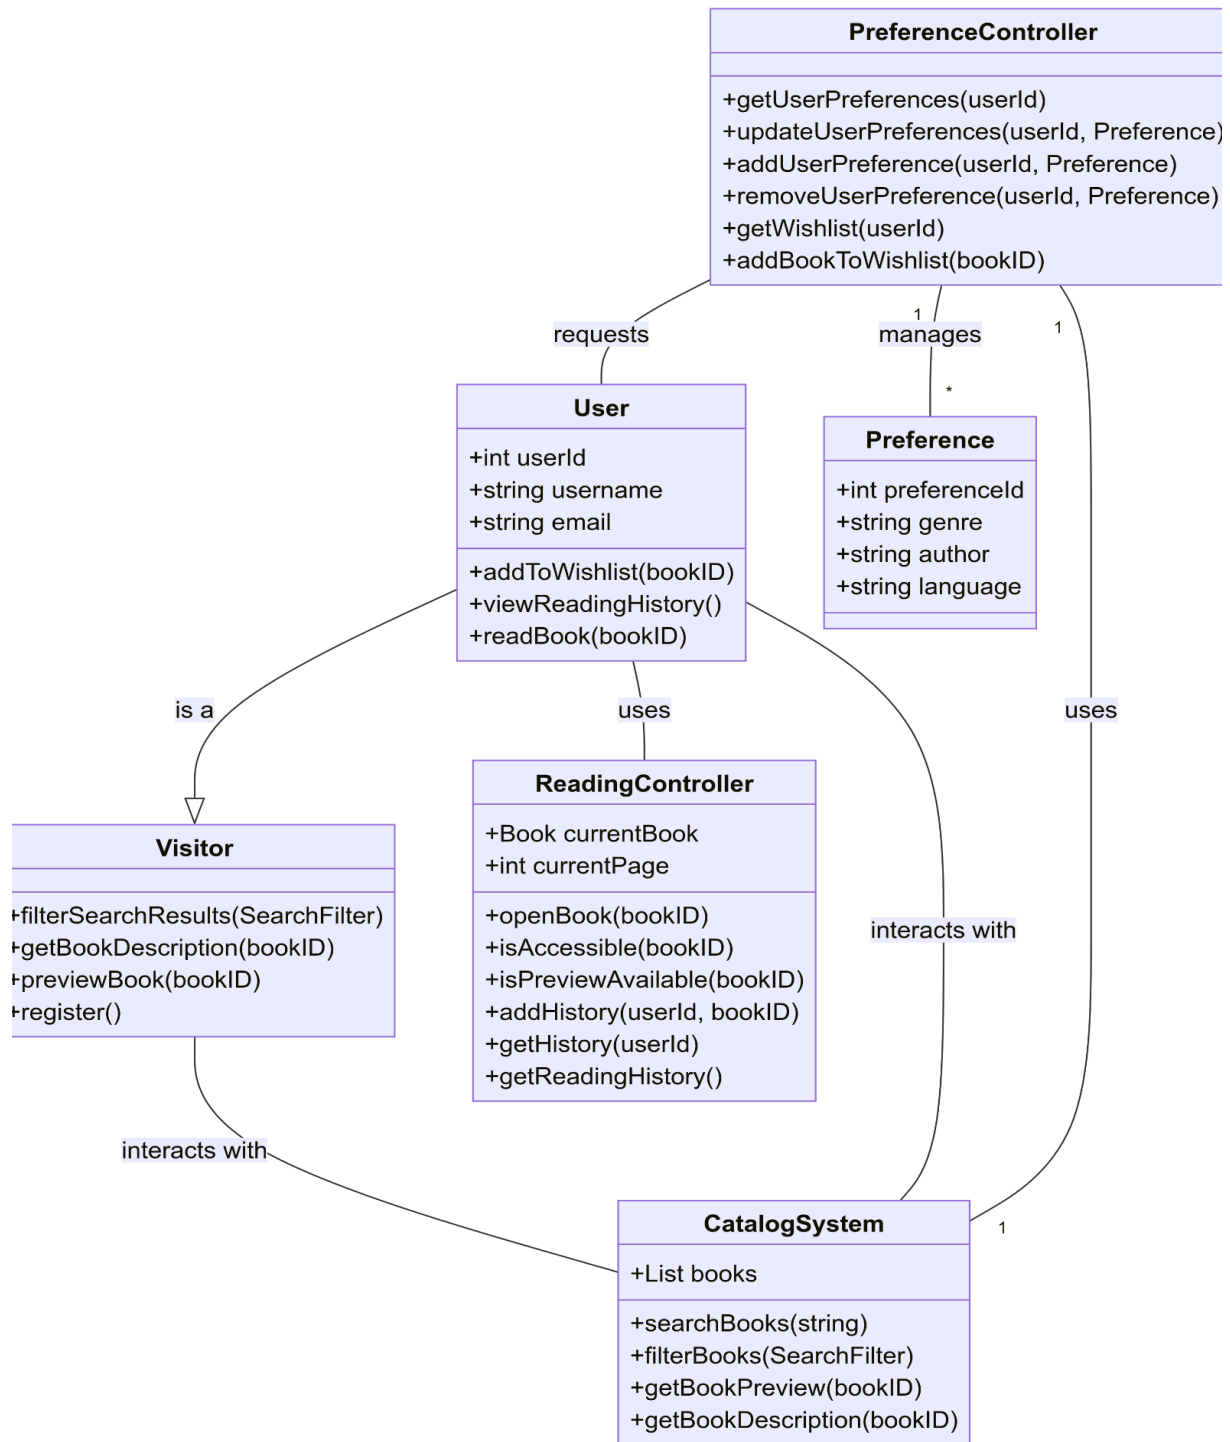 PreferenceController
+getUserPreferences(userId)
+updateUserPreferences(userId, Preference)
+addUserPreference(userId, Preference)
+removeUserPreference(userId, Preference)
+getWishlist(userId)
+addBookToWishlist(bookID)
requests
1
manages
*
1
User
+int userId
+string username
+string email
+addToWishlist(bookID)
+viewReadingHistory()
+readBook(bookID)
Preference
+int preferenceId
+string genre
+string author
+string language
is a
uses
uses
ReadingController
+Book currentBook
+int currentPage
+openBook(bookID)
+isAccessible(bookID)
+isPreviewAvailable(bookID)
+addHistory(userId, bookID)
+getHistory(userId)
+getReadingHistory()
Visitor
+filterSearchResults(SearchFilter)
+getBookDescription(bookID)
+previewBook(bookID)
+register()
interacts with
interacts with
1
CatalogSystem
+List books
+searchBooks(string)
+filterBooks(SearchFilter)
+getBookPreview(bookID)
+getBookDescription(bookID)